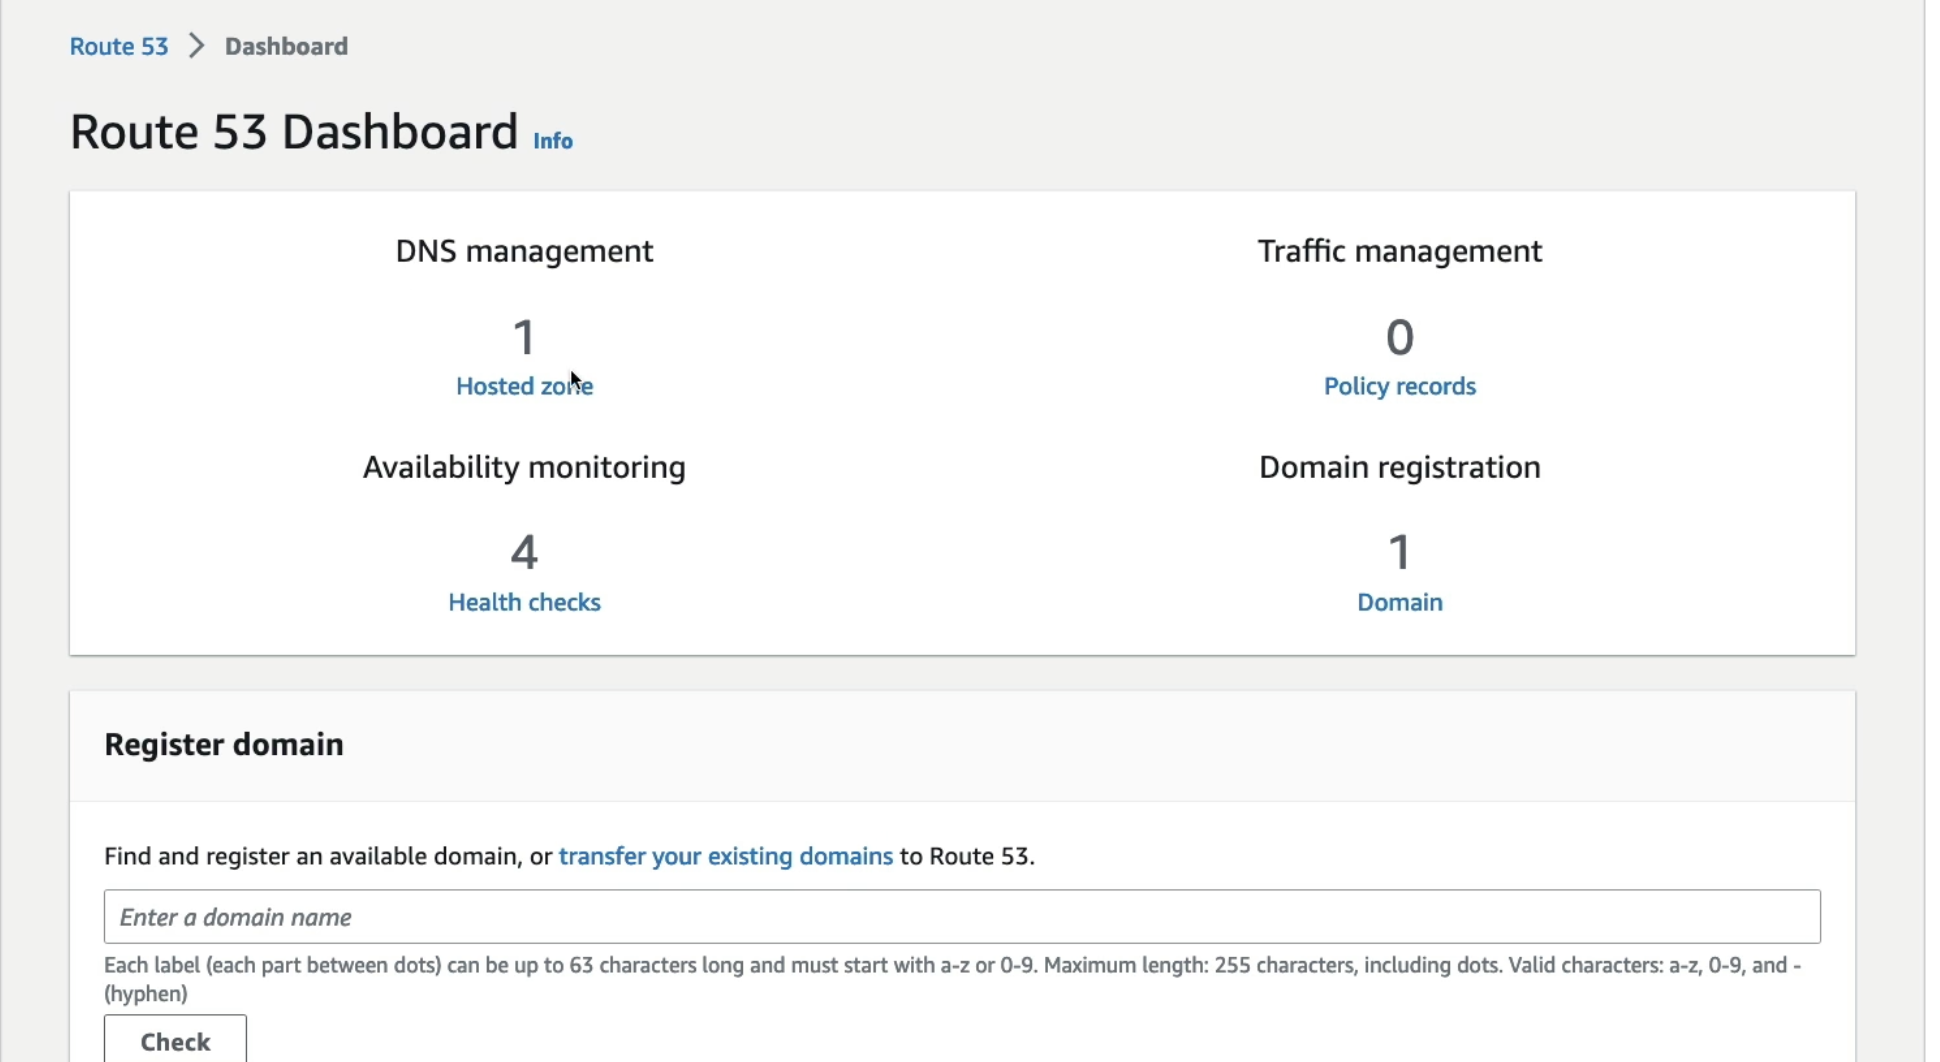 Route 53 > Dashboard
Route 53 Dashboard Info
DNS management
1
Hosted zone
Traffic management
0
Policy records
Availability monitoring
4
Health checks
Domain registration
1
Domain
Register domain
Find and register an available domain, or transfer your existing domains to Route 53.
Enter a domain name
Each label (each part between dots) can be up to 63 characters long and must start with a-z or 0-9. Maximum length: 255 characters, including dots. Valid characters: a-z, 0-9, and -
(hyphen)
Check